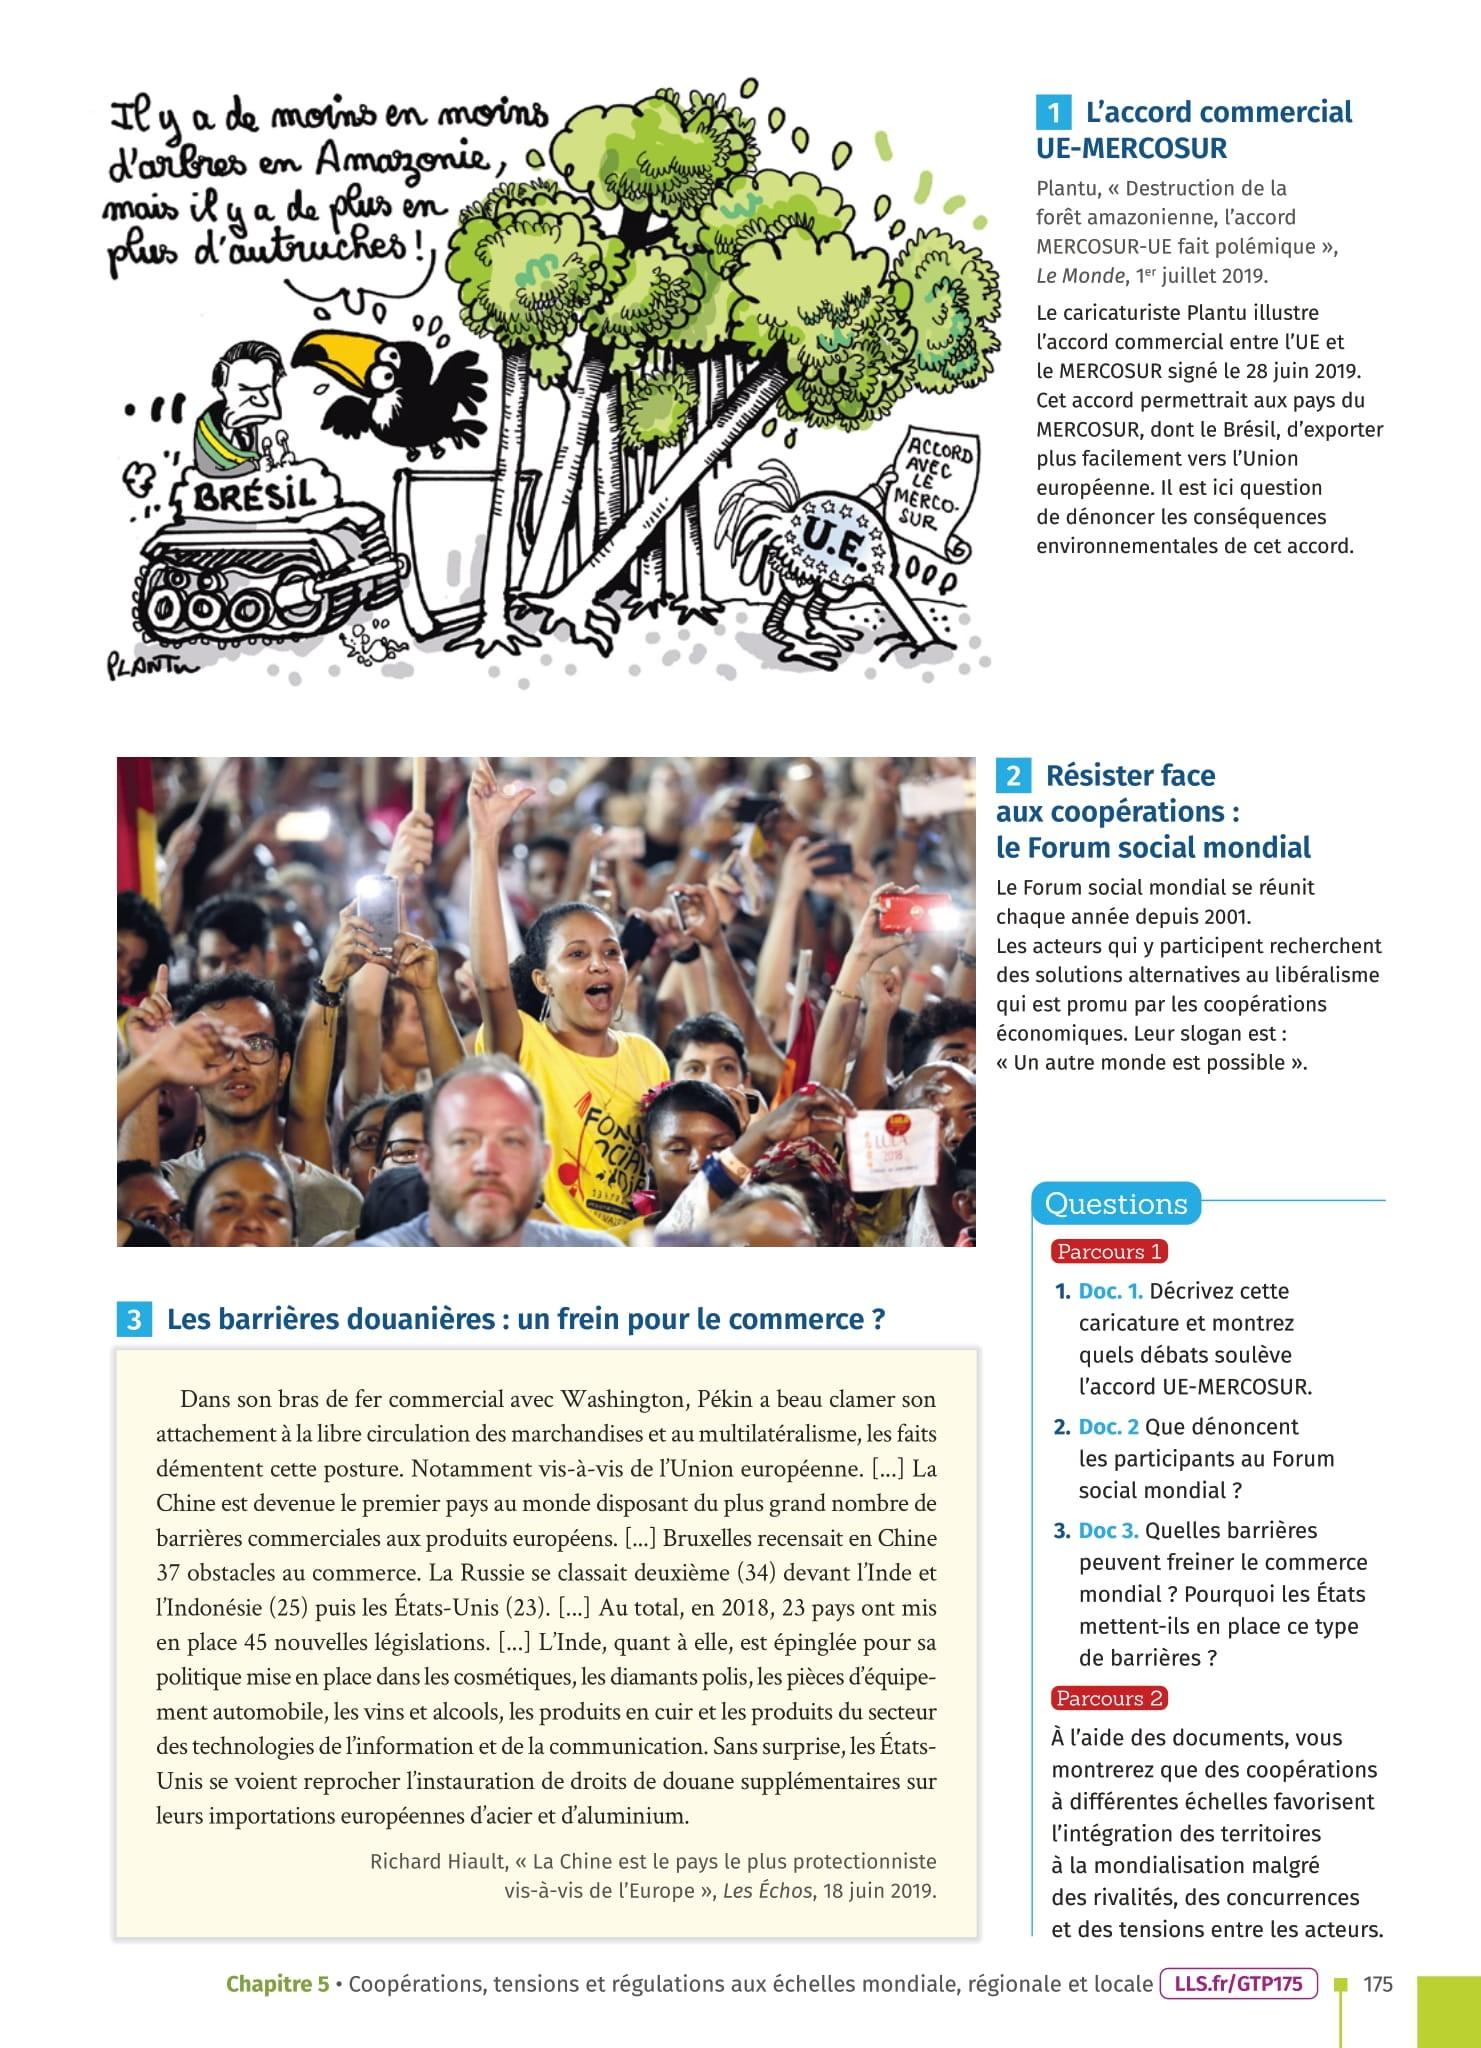 Il y a de moins en moins
d'arbres en Amazonie,
mais il y a de plus en
plus d'autruches !
BRÉSIL
ACCORD
AVEC
LE
MERCO-
SUR
U.E.
PLANTU
1 L'accord commercial
UE-MERCOSUR
Plantu, « Destruction de la
forêt amazonienne, l'accord
MERCOSUR-UE fait polémique »,
Le Monde, 1er juillet 2019.
Le caricaturiste Plantu illustre
l'accord commercial entre l'UE et
le MERCOSUR signé le 28 juin 2019.
Cet accord permettrait aux pays du
MERCOSUR, dont le Brésil, d'exporter
plus facilement vers l'Union
européenne. Il est ici question
de dénoncer les conséquences
environnementales de cet accord.
LULA
2018
2 Résister face
aux coopérations :
le Forum social mondial
Le Forum social mondial se réunit
chaque année depuis 2001.
Les acteurs qui y participent recherchent
des solutions alternatives au libéralisme
qui est promu par les coopérations
économiques. Leur slogan est :
« Un autre monde est possible ».
3 Les barrières douanières : un frein pour le commerce ?
Dans son bras de fer commercial avec Washington, Pékin a beau clamer son
attachement à la libre circulation des marchandises et au multilatéralisme, les faits
démentent cette posture. Notamment vis-à-vis de l'Union européenne. [...] La
Chine est devenue le premier pays au monde disposant du plus grand nombre de
barrières commerciales aux produits européens. [...] Bruxelles recensait en Chine
37 obstacles au commerce. La Russie se classait deuxième (34) devant l'Inde et
l'Indonésie (25) puis les États-Unis (23). [...] Au total, en 2018, 23 pays ont mis
en place 45 nouvelles législations. [...] L'Inde, quant à elle, est épinglée pour sa
politique mise en place dans les cosmétiques, les diamants polis, les pièces d'équipe-
ment automobile, les vins et alcools, les produits en cuir et les produits du secteur
des technologies de l'information et de la communication. Sans surprise, les États-
Unis se voient reprocher l'instauration de droits de douane supplémentaires sur
leurs importations européennes d'acier et d'aluminium.
Richard Hiault, « La Chine est le pays le plus protectionniste
vis-à-vis de l'Europe », Les Échos, 18 juin 2019.
Questions
Parcours 1
1. Doc. 1. Décrivez cette
caricature et montrez
quels débats soulève
l'accord UE-MERCOSUR.
2. Doc. 2 Que dénoncent
les participants au Forum
social mondial ?
3. Doc 3. Quelles barrières
peuvent freiner le commerce
mondial ? Pourquoi les États
mettent-ils en place ce type
de barrières ?
Parcours 2
À l'aide des documents, vous
montrerez que des coopérations
à différentes échelles favorisent
l'intégration des territoires
à la mondialisation malgré
des rivalités, des concurrences
et des tensions entre les acteurs.
Chapitre 5 • Coopérations, tensions et régulations aux échelles mondiale, régionale et locale LLS.fr/GTP175 175